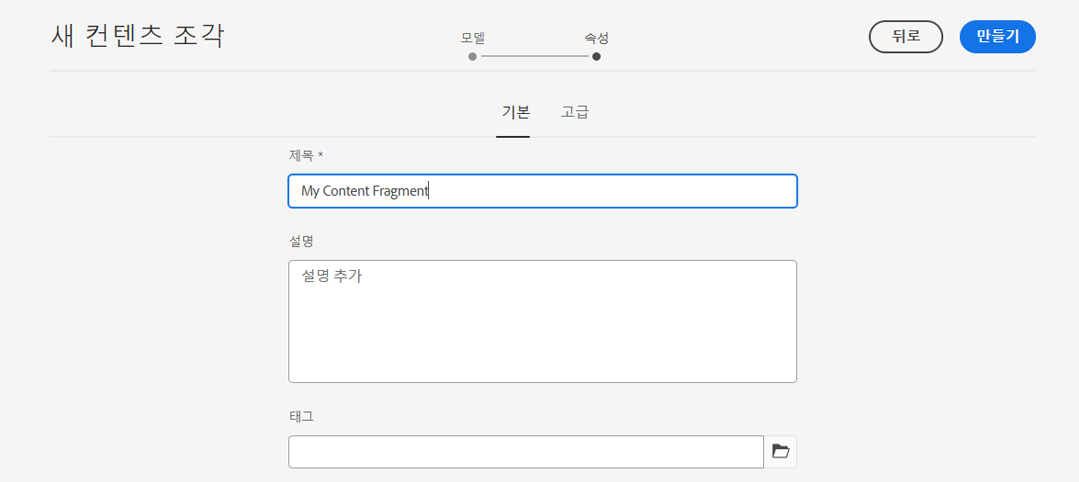 새 컨텐츠 조각
모델 속성
뒤로 만들기
기본 고급
제목 *
My Content Fragment
설명
설명 추가
태그